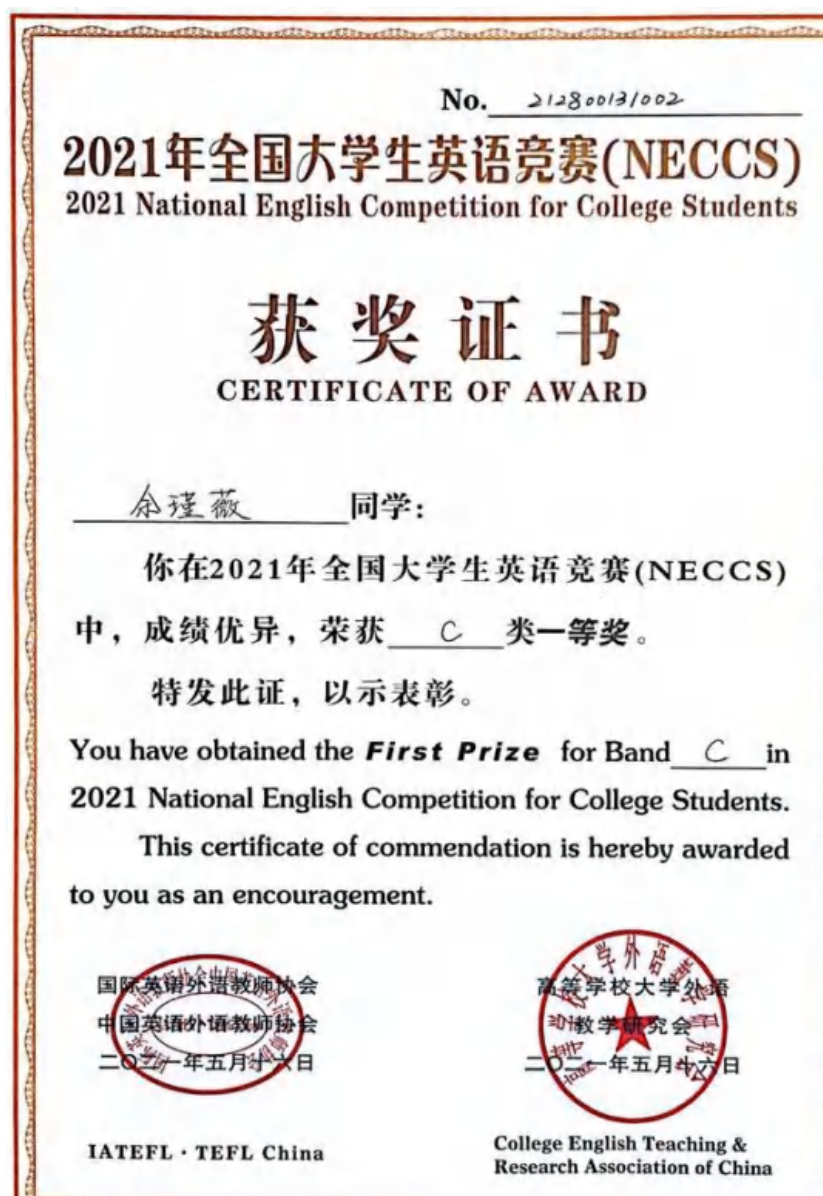 No. 21280013/002
2021年全国大学生英语竞赛(NECCS)
2021 National English Competition for College Students
获奖证书
CERTIFICATE OF AWARD
余瑾薇 同学:
你在2021年全国大学生英语竞赛(NECCS)
中，成绩优异，荣获 C 类一等奖。
特发此证，以示表彰。
You have obtained the First Prize for Band C in
2021 National English Competition for College Students.
This certificate of commendation is hereby awarded
to you as an encouragement.
国际英语外语教师协会
中国英语外语教师协会
二〇二一年五月十六日
IATEFL · TEFL China
高等学校大学外语
教学研究会
二〇二一年五月十六日
College English Teaching &
Research Association of China